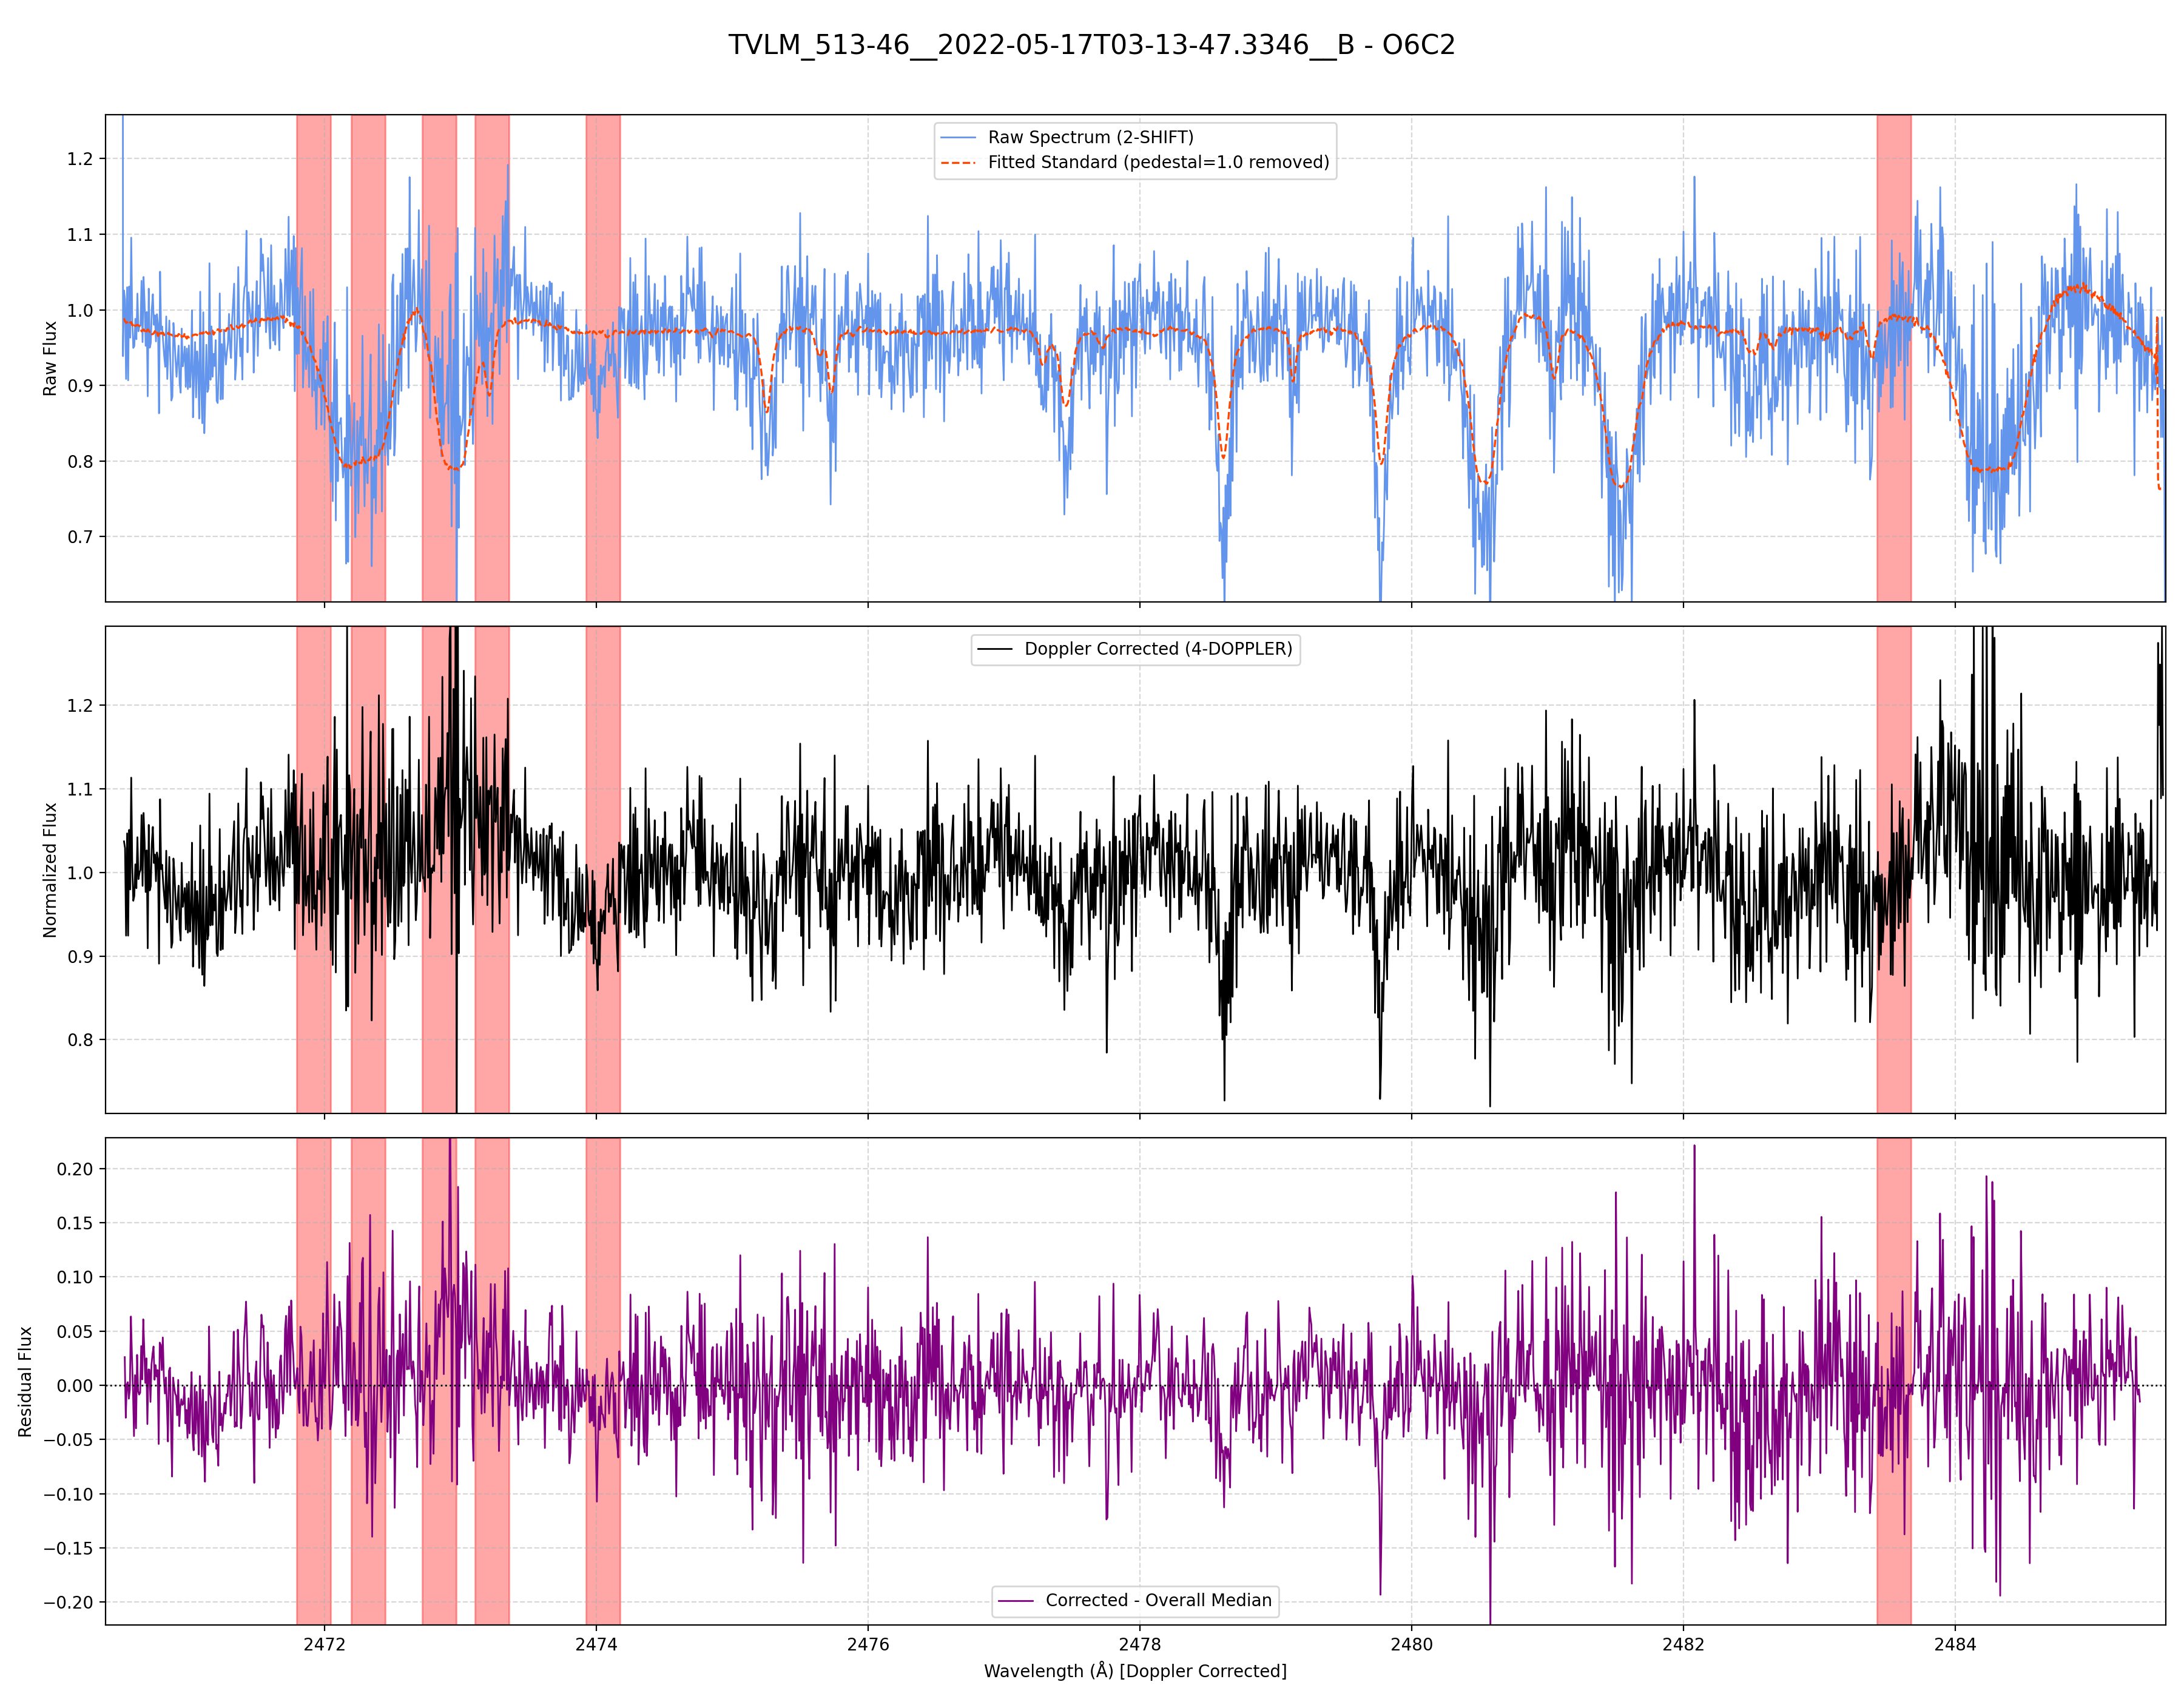 TVLM_513-46__2022-05-17T03-13-47.3346__B - O6C2
Raw Spectrum (2-SHIFT)
Fitted Standard (pedestal=1.0 removed)
Raw Flux
1.2
1.1
1.0
0.9
0.8
0.7
Doppler Corrected (4-DOPPLER)
Normalized Flux
1.2
1.1
1.0
0.9
0.8
Residual Flux
0.20
0.15
0.10
0.05
0.00
−0.05
−0.10
−0.15
−0.20
Corrected - Overall Median
2472 2474 2476 2478 2480 2482 2484
Wavelength (Å) [Doppler Corrected]